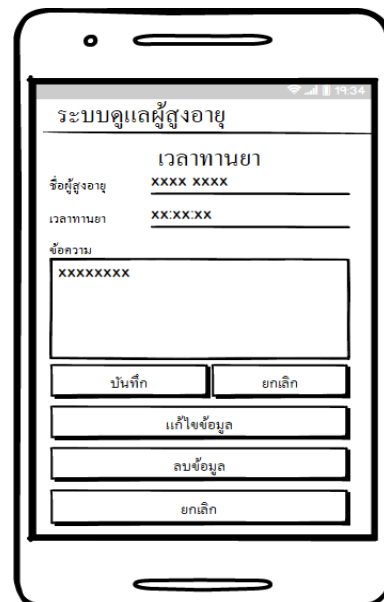 19:34
ระบบดูแลผู้สูงอายุ
เวลาทานยา
ชื่อผู้สูงอายุ xxxx xxxx
เวลาทานยา xx:xx:xx
ข้อความ
xxxxxxxx
บันทึก ยกเลิก
แก้ไขข้อมูล
ลบข้อมูล
ยกเลิก